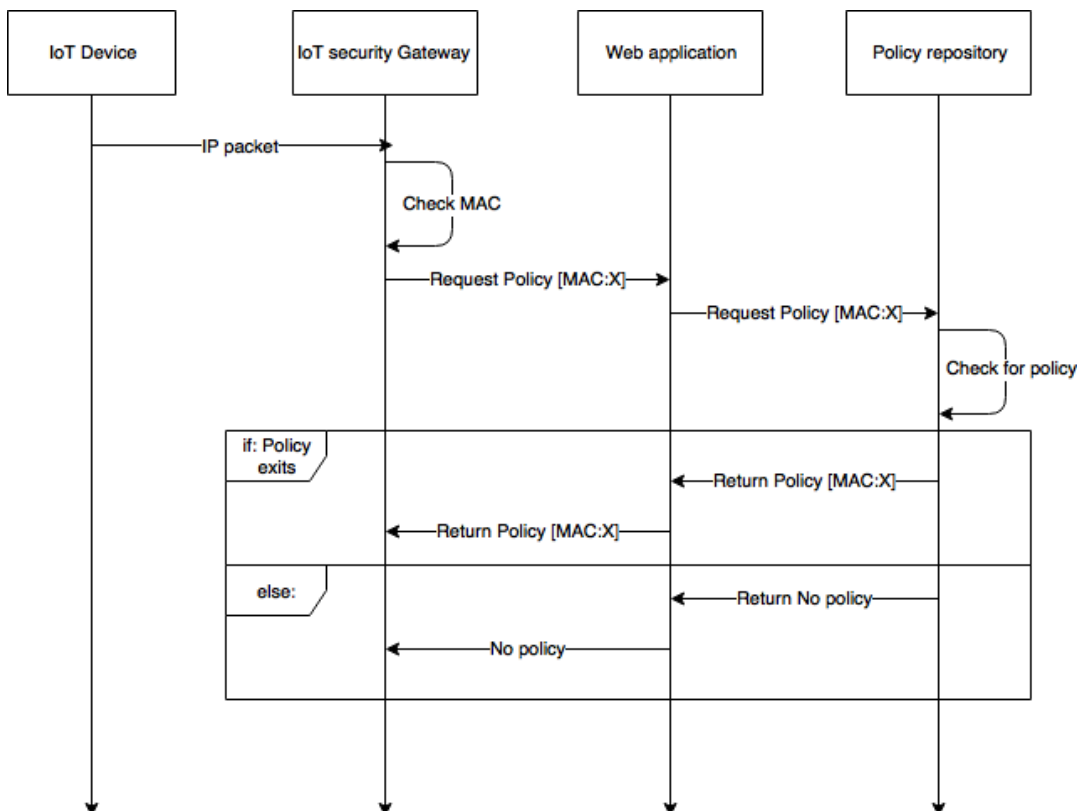 IoT Device
IoT security Gateway
Web application
Policy repository
IP packet
Check MAC
Request Policy [MAC:X]
Request Policy [MAC:X]
Check for policy
if: Policy
exits
Return Policy [MAC:X]
Return Policy [MAC:X]
else:
Return No policy
No policy